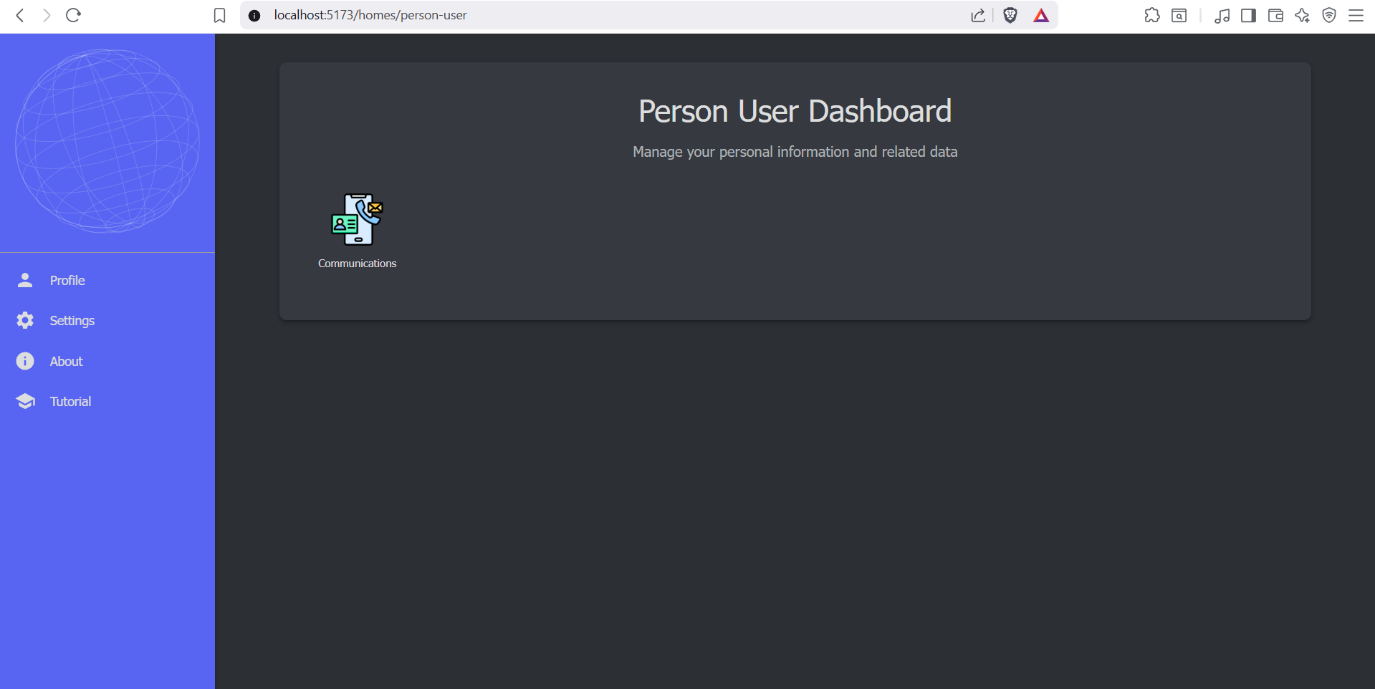 localhost:5173/homes/person-user
Person User Dashboard
Manage your personal information and related data
Communications
Profile
Settings
About
Tutorial